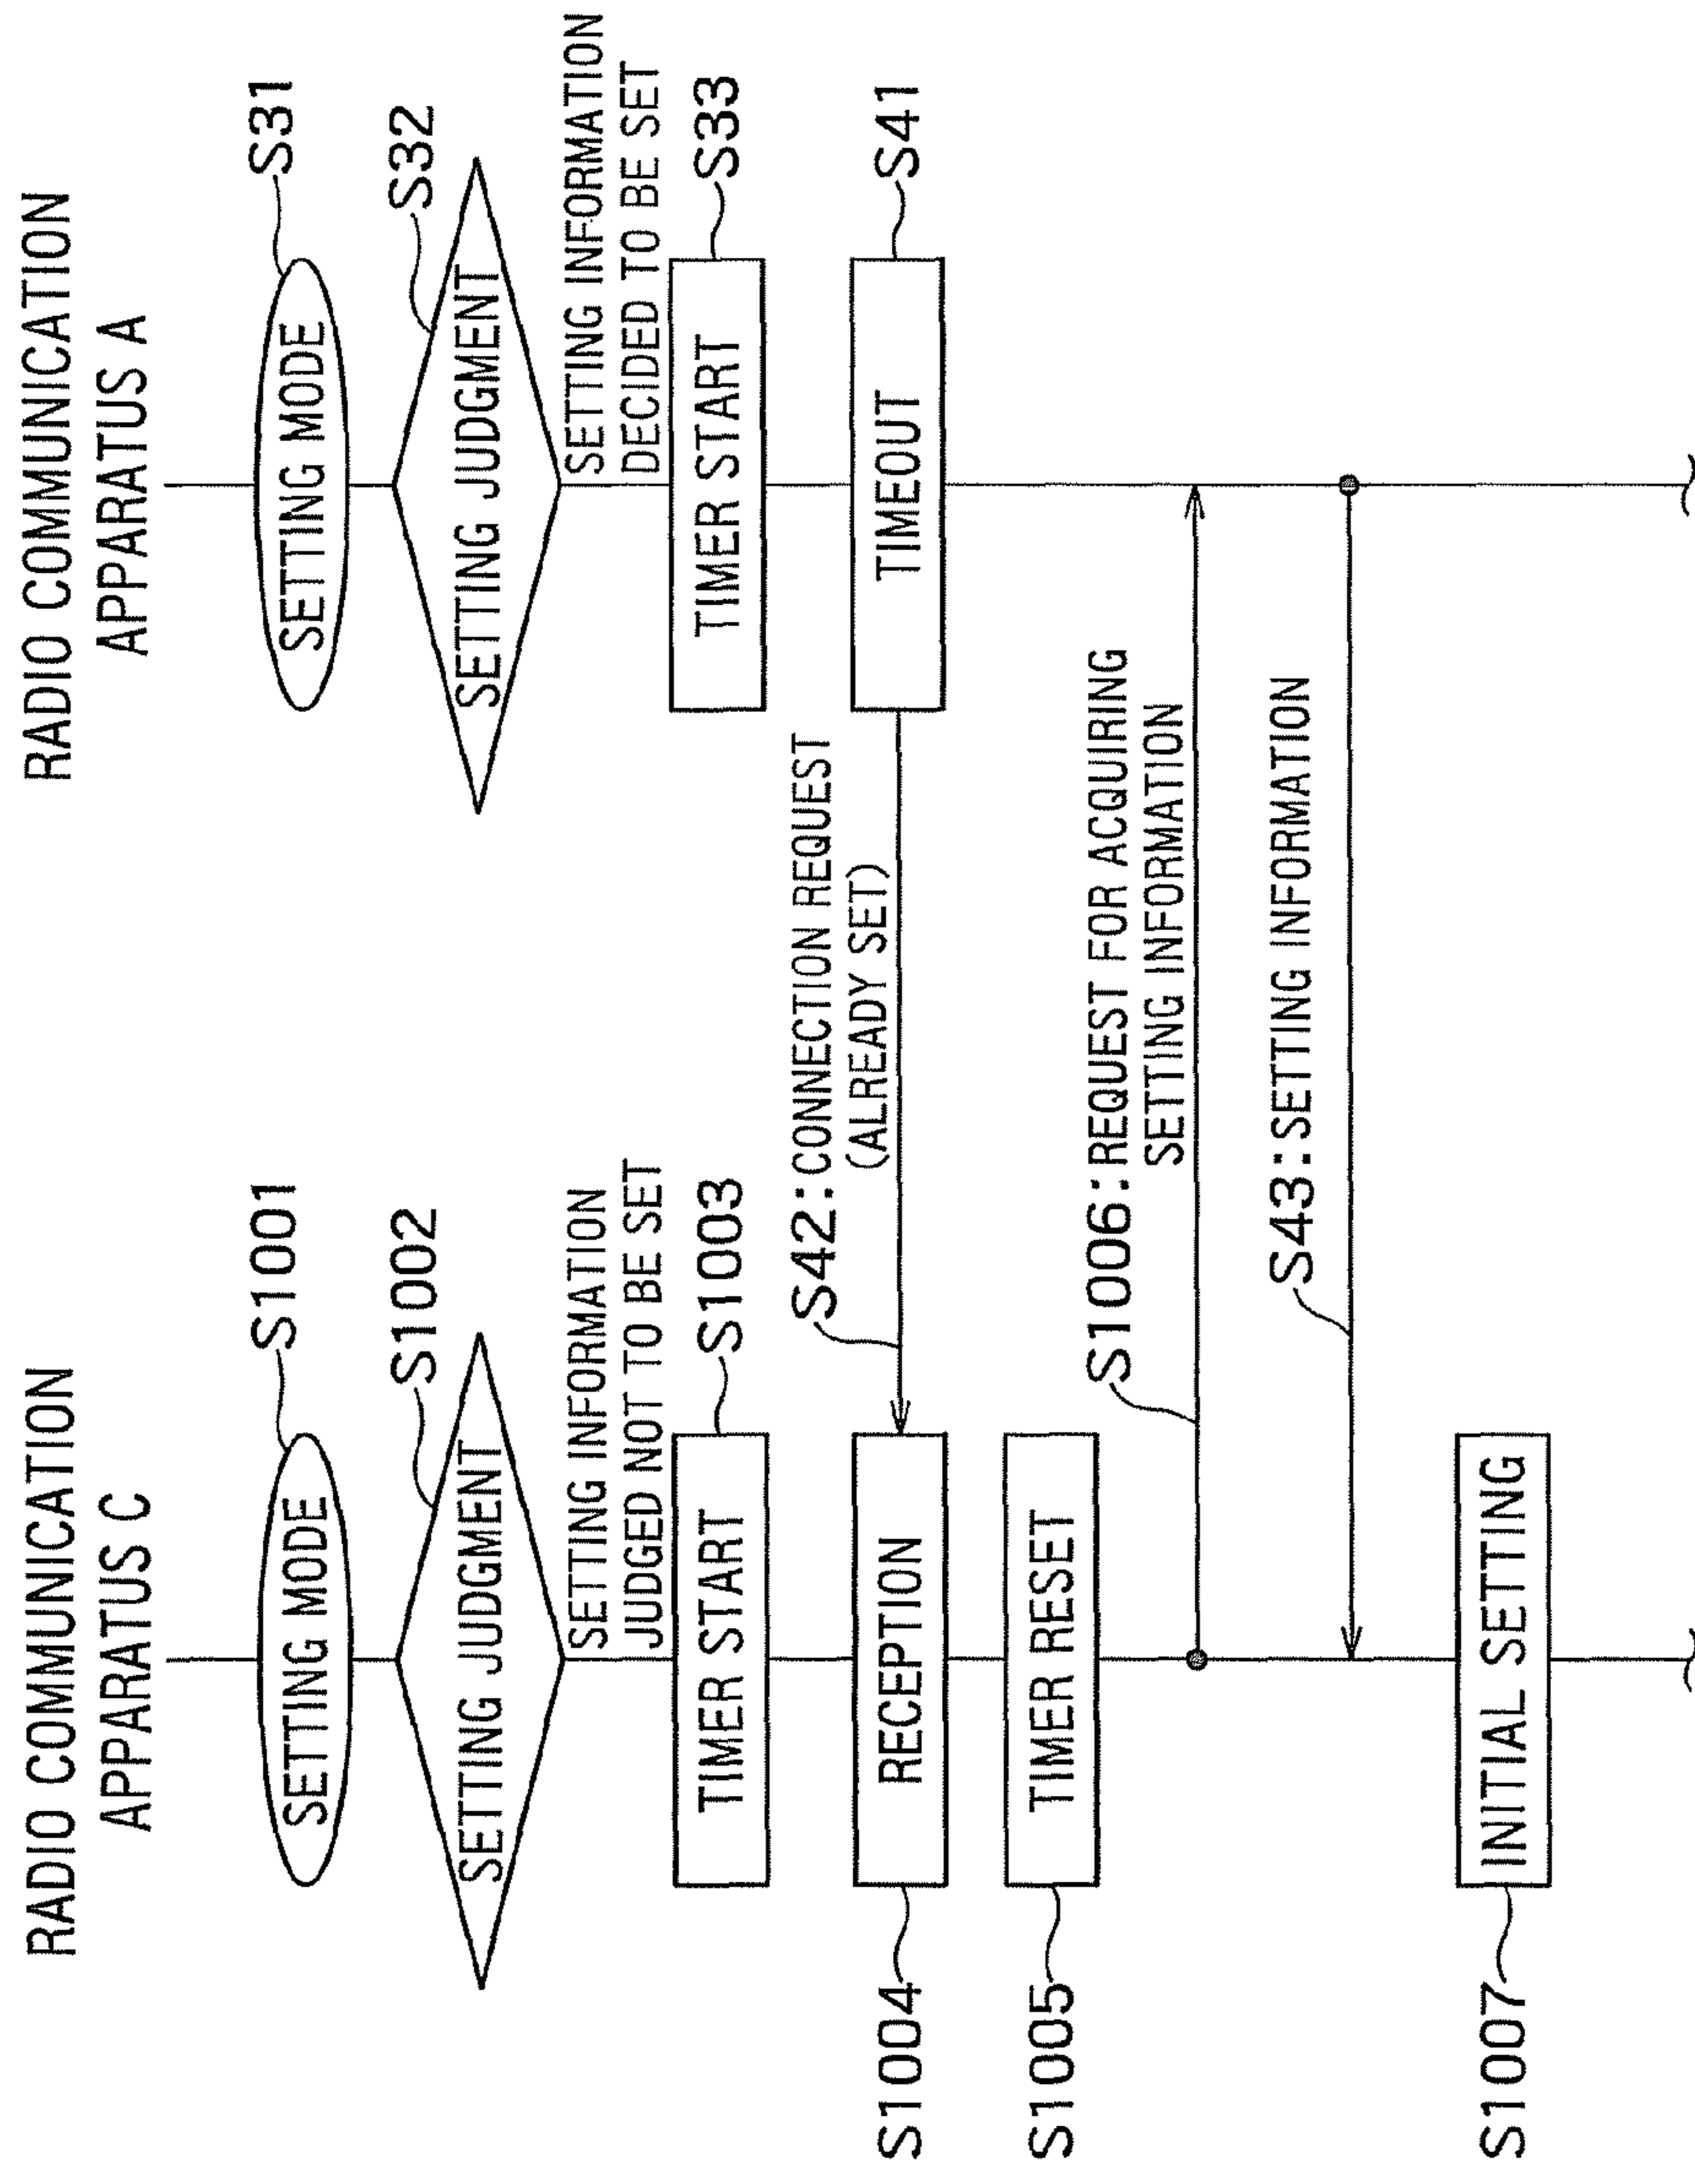 RADIO COMMUNICATION
APPARATUS C
RADIO COMMUNICATION
APPARATUS A
S1001
SETTING MODE
S31
SETTING MODE
S1002
SETTING JUDGMENT
S32
SETTING JUDGMENT
SETTING INFORMATION
JUDGED NOT TO BE SET
SETTING INFORMATION
DECIDED TO BE SET
S1003
TIMER START
S33
TIMER START
S42:CONNECTION REQUEST
(ALREADY SET)
S1004
RECEPTION
S41
TIMEOUT
S1005
TIMER RESET
S1006:REQUEST FOR ACQUIRING
SETTING INFORMATION
S43:SETTING INFORMATION
S1007
INITIAL SETTING